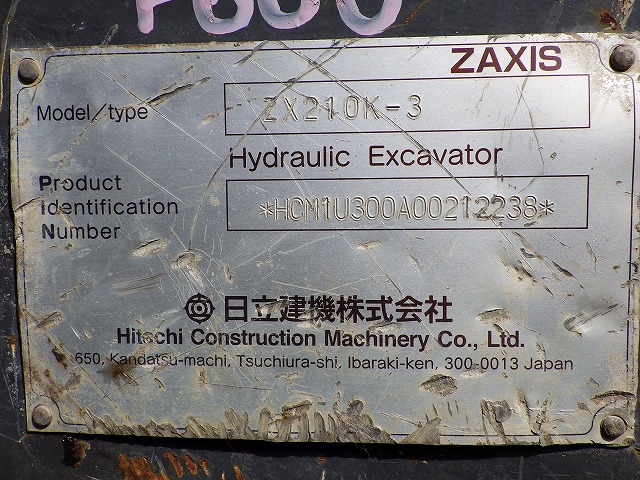 ZAXIS
Model/type ZX210K-3
Hydraulic Excavator
Product
Identification
Number
*HCM1U300A00212238*
日立建機株式会社
Hitachi Construction Machinery Co., Ltd.
650, Kandatsu-machi, Tsuchiura-shi, Ibaraki-ken, 300-0013 Japan